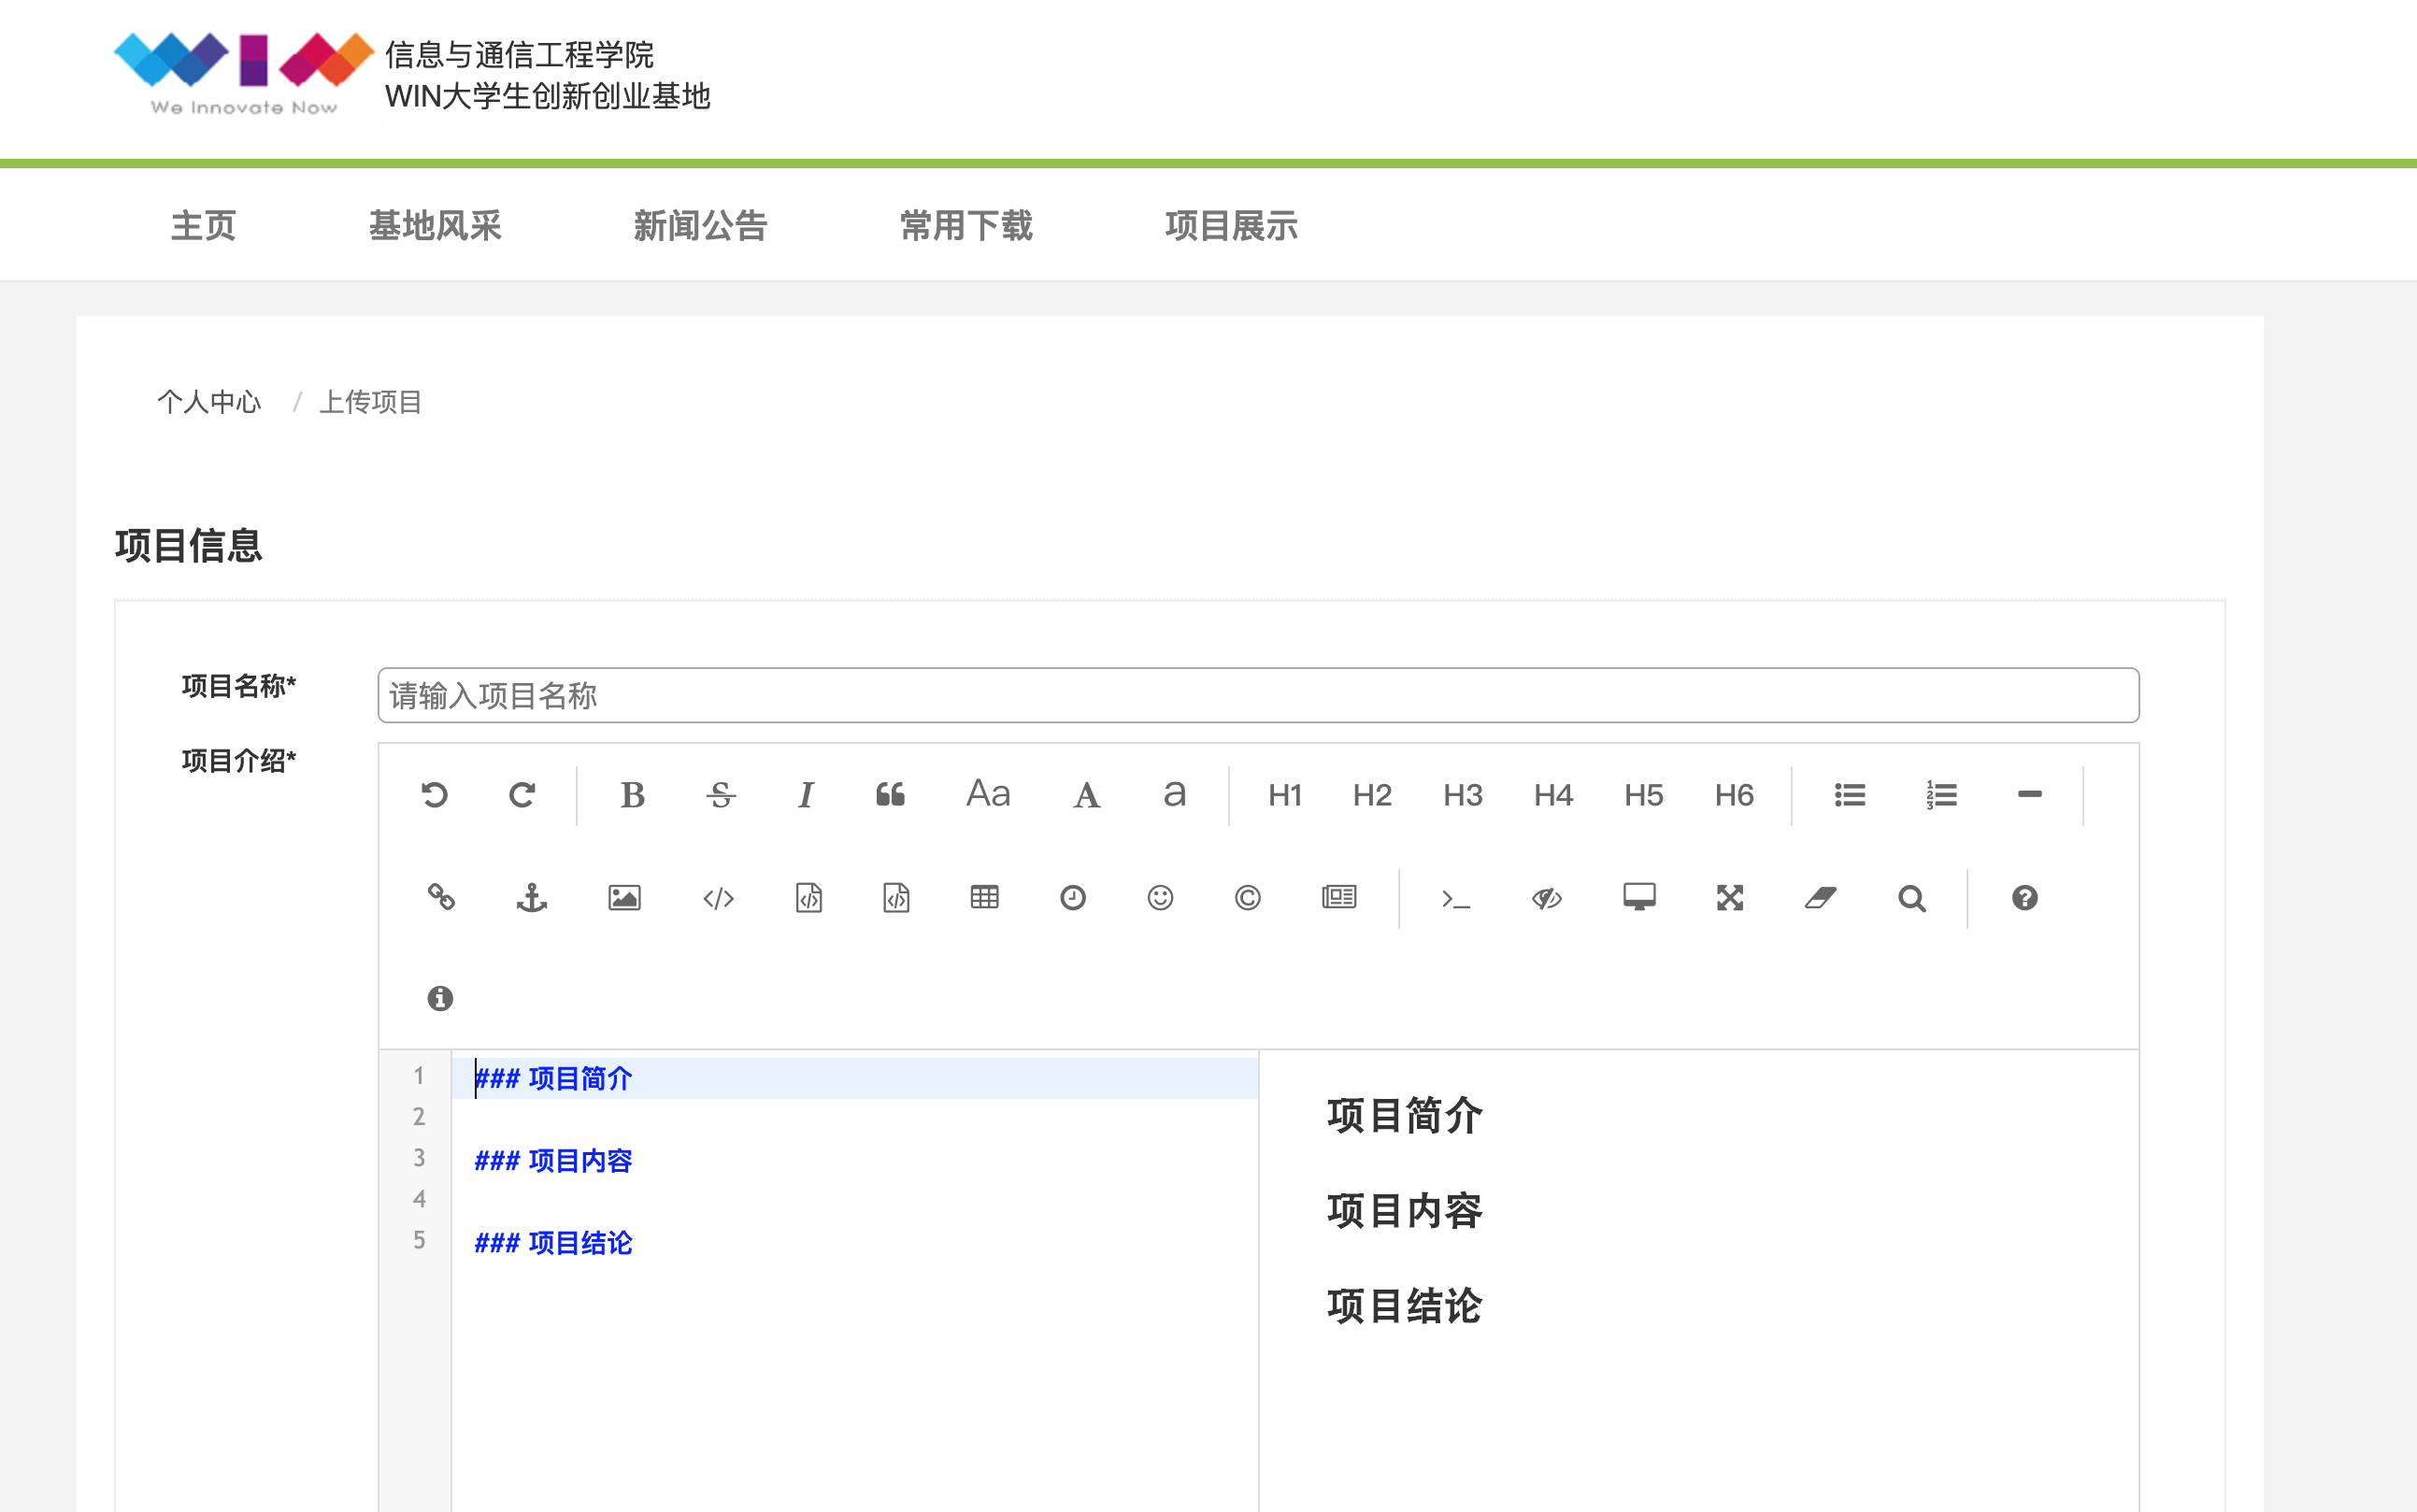 We Innovate Now
信息与通信工程学院
WIN大学生创新创业基地
主页 基地风采 新闻公告 常用下载 项目展示
个人中心 / 上传项目
项目信息
项目名称* 请输入项目名称
项目介绍*
B S I Aa A a H1 H2 H3 H4 H5 H6
1 ### 项目简介
2
3 ### 项目内容
4
5 ### 项目结论
项目简介
项目内容
项目结论